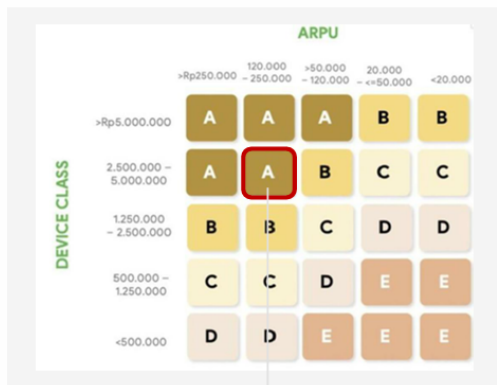 ARPU
>Rp250.000 120.000 – 250.000 >50.000 – 120.000 20.000 – <=50.000 <20.000
DEVICE CLASS
>Rp5.000.000 A A A B B
2.500.000 – 5.000.000 A A B C C
1.250.000 – 2.500.000 B B C D D
500.000 – 1.250.000 C C D E E
<500.000 D D E E E